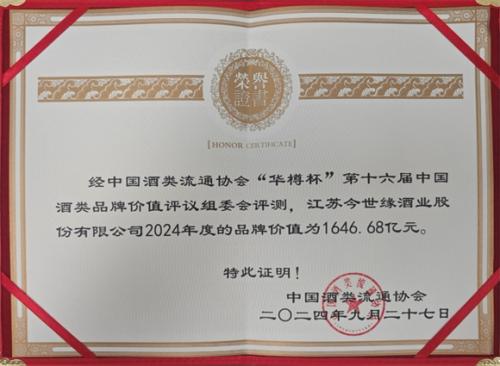 榮譽
證書
[HONOR CERTIFICATE]
经中国酒类流通协会“华樽杯”第十六届中国
酒类品牌价值评议组委会评测，江苏今世缘酒业股
份有限公司2024年度的品牌价值为1646.68亿元。
特此证明！
中国酒类流通协会
二〇二四年九月二十七日